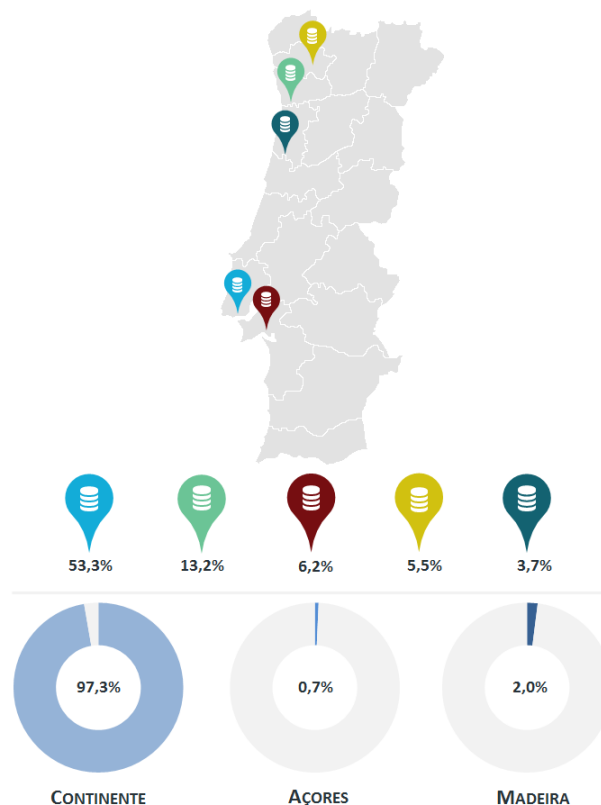 53,3%
13,2%
6,2%
5,5%
3,7%
97,3%
0,7%
2,0%
CONTINENTE
AÇORES
MADEIRA